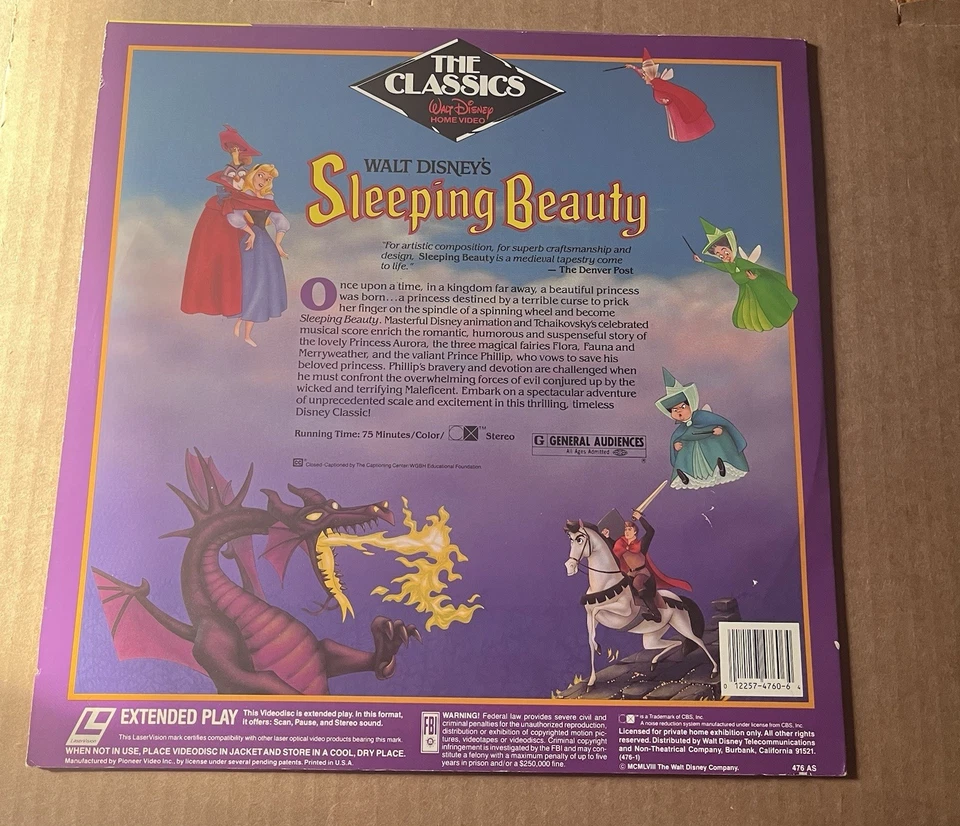 THE
CLASSICS
Walt Disney
HOME VIDEO
WALT DISNEY'S
Sleeping Beauty
"For artistic composition, for superb craftsmanship and
design, Sleeping Beauty is a medieval tapestry come
to life."
— The Denver Post
Once upon a time, in a kingdom far away, a beautiful princess
was born...a princess destined by a terrible curse to prick
her finger on the spindle of a spinning wheel and become
Sleeping Beauty. Masterful Disney animation and Tchaikovsky's celebrated
musical score enrich the romantic, humorous and suspenseful story of
the lovely Princess Aurora, the three magical fairies Flora, Fauna and
Merryweather, and the valiant Prince Phillip, who vows to save his
beloved princess. Phillip's bravery and devotion are challenged when
he must confront the overwhelming forces of evil conjured up by the
wicked and terrifying Maleficent. Embark on a spectacular adventure
of unprecedented scale and excitement in this thrilling, timeless
Disney Classic!
Running Time: 75 Minutes/Color/ CX™ Stereo
G GENERAL AUDIENCES
All Ages Admitted
®
CC Closed-Captioned by The Captioning Center-WGBH Educational Foundation
0 12257-4760-6 4
LaserVision
EXTENDED PLAY This Videodisc is extended play. In this format,
it offers: Scan, Pause, and Stereo sound.
This LaserVision mark certifies compatibility with other laser optical video products bearing this mark.
WHEN NOT IN USE, PLACE VIDEODISC IN JACKET AND STORE IN A COOL, DRY PLACE.
Manufactured by Pioneer Video Inc., by license under several pending patents. Printed in U.S.A.
FBI
WARNING! Federal law provides severe civil and
criminal penalties for the unauthorized reproduction,
distribution or exhibition of copyrighted motion pic-
tures, videotapes or videodiscs. Criminal copyright
infringement is investigated by the FBI and may con-
stitute a felony with a maximum penalty of up to five
years in prison and/or a $250,000 fine.
CX ™ is a Trademark of CBS, Inc.
A noise reduction system manufactured under license from CBS, Inc.
Licensed for private home exhibition only. All other rights
reserved. Distributed by Walt Disney Telecommunications
and Non-Theatrical Company, Burbank, California 91521.
(476-1)
© MCMLVIII The Walt Disney Company.
476 AS